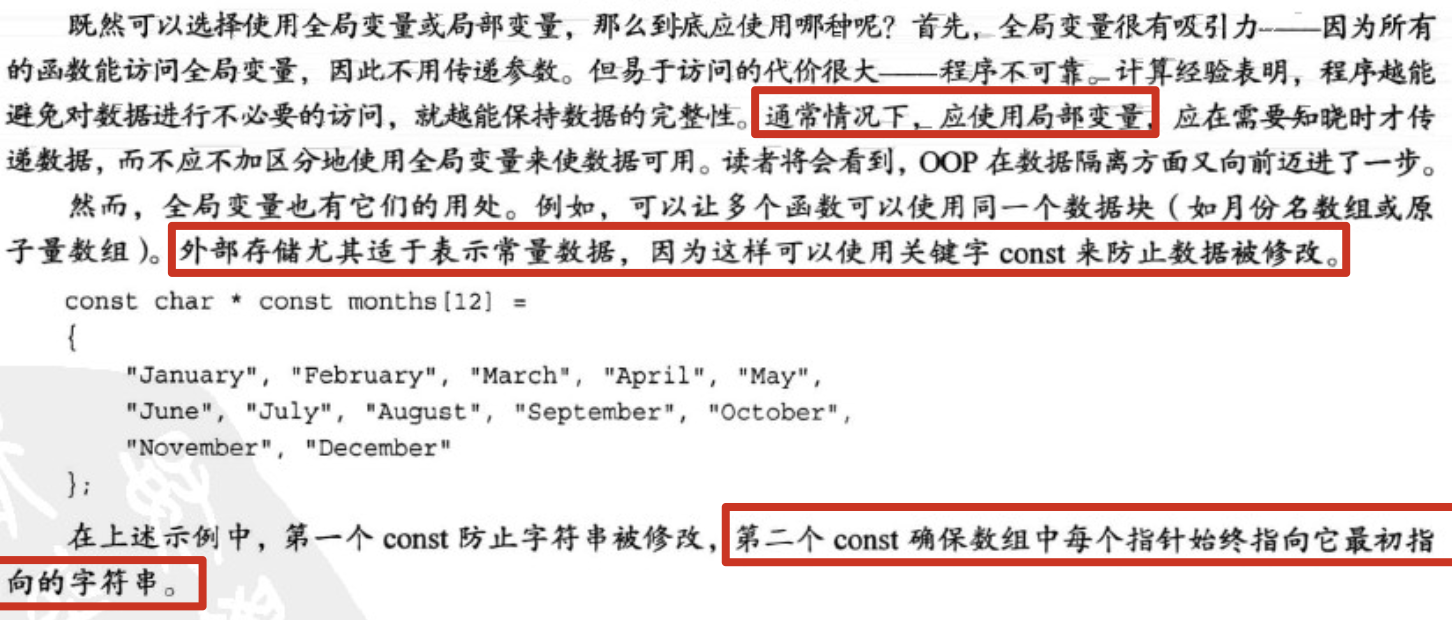 既然可以选择使用全局变量或局部变量，那么到底应使用哪种呢？首先，全局变量很有吸引力——因为所有
的函数能访问全局变量，因此不用传递参数。但易于访问的代价很大——程序不可靠。计算经验表明，程序越能
避免对数据进行不必要的访问，就越能保持数据的完整性。通常情况下，应使用局部变量，应在需要知晓时才传
递数据，而不应不加区分地使用全局变量来使数据可用。读者将会看到，OOP 在数据隔离方面又向前迈进了一步。
然而，全局变量也有它们的用处。例如，可以让多个函数可以使用同一个数据块（如月份名数组或原
子量数组）。外部存储尤其适于表示常量数据，因为这样可以使用关键字 const 来防止数据被修改。
const char * const months[12] =
{
"January", "February", "March", "April", "May",
"June", "July", "August", "September", "October",
"November", "December"
};
在上述示例中，第一个 const 防止字符串被修改，第二个 const 确保数组中每个指针始终指向它最初指
向的字符串。